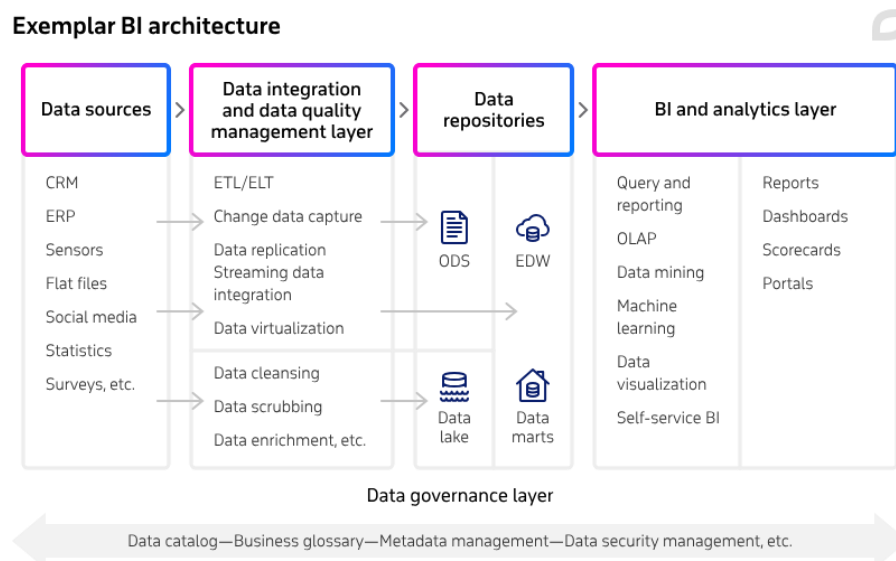 Exemplar BI architecture
Data sources
Data integration
and data quality
management layer
Data
repositories
BI and analytics layer
CRM
ERP
Sensors
Flat files
Social media
Statistics
Surveys, etc.
ETL/ELT
Change data capture
Data replication
Streaming data
integration
Data virtualization
Data cleansing
Data scrubbing
Data enrichment, etc.
ODS
EDW
Data
lake
Data
marts
Query and
reporting
OLAP
Data mining
Machine
learning
Data
visualization
Self-service BI
Reports
Dashboards
Scorecards
Portals
Data governance layer
Data catalog—Business glossary—Metadata management—Data security management, etc.